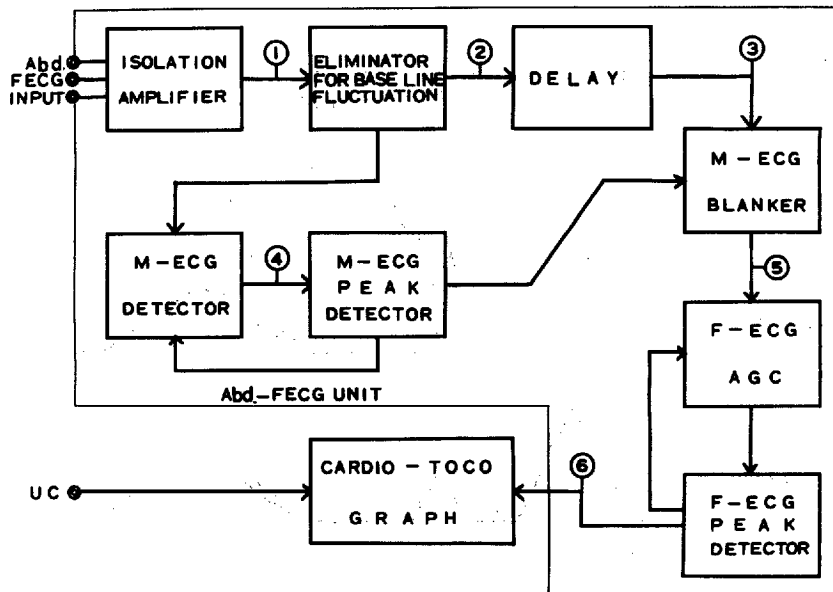 Abd.
FECG
INPUT
ISOLATION
AMPLIFIER
①
ELIMINATOR
FOR BASE LINE
FLUCTUATION
②
DELAY
③
M-ECG
BLANKER
M-ECG
DETECTOR
④
M-ECG
PEAK
DETECTOR
⑤
F-ECG
AGC
Abd.-FECG UNIT
UC
CARDIO-TOCO
GRAPH
⑥
F-ECG
PEAK
DETECTOR